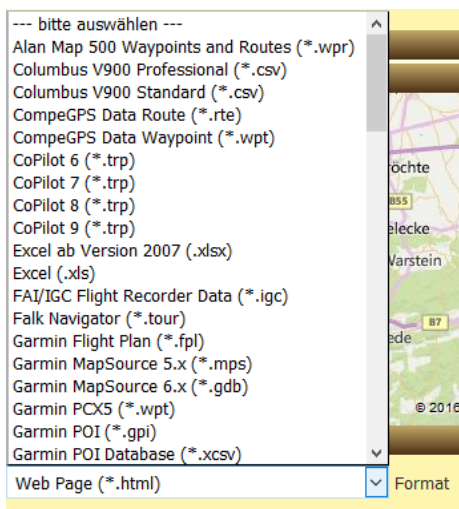 --- bitte auswählen ---
Alan Map 500 Waypoints and Routes (*.wpr)
Columbus V900 Professional (*.csv)
Columbus V900 Standard (*.csv)
CompeGPS Data Route (*.rte)
CompeGPS Data Waypoint (*.wpt)
CoPilot 6 (*.trp)
CoPilot 7 (*.trp)
CoPilot 8 (*.trp)
CoPilot 9 (*.trp)
Excel ab Version 2007 (.xlsx)
Excel (.xls)
FAI/IGC Flight Recorder Data (*.igc)
Falk Navigator (*.tour)
Garmin Flight Plan (*.fpl)
Garmin MapSource 5.x (*.mps)
Garmin MapSource 6.x (*.gdb)
Garmin PCX5 (*.wpt)
Garmin POI (*.gpi)
Garmin POI Database (*.xcsv)
Web Page (*.html)
Format
öchte
B55
elecke
Warstein
B7
ede
© 2016